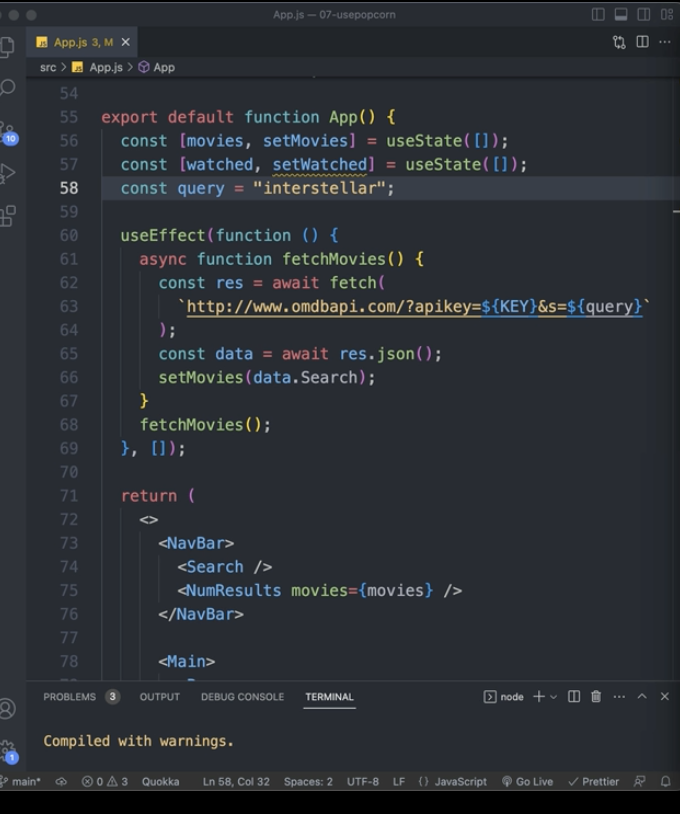 App.js — 07-usepopcorn
JS App.js 3, M ×
src > JS App.js > App
54
55 export default function App() {
56 const [movies, setMovies] = useState([]);
57 const [watched, setWatched] = useState([]);
58 const query = "interstellar";
59
60 useEffect(function () {
61 async function fetchMovies() {
62 const res = await fetch(
63 `http://www.omdbapi.com/?apikey=${KEY}&s=${query}`
64 );
65 const data = await res.json();
66 setMovies(data.Search);
67 }
68 fetchMovies();
69 }, []);
70
71 return (
72 <>
73 <NavBar>
74 <Search />
75 <NumResults movies={movies} />
76 </NavBar>
77
78 <Main>
10
PROBLEMS 3 OUTPUT DEBUG CONSOLE TERMINAL node
Compiled with warnings.
1
main* 0 3 Quokka Ln 58, Col 32 Spaces: 2 UTF-8 LF {} JavaScript Go Live Prettier